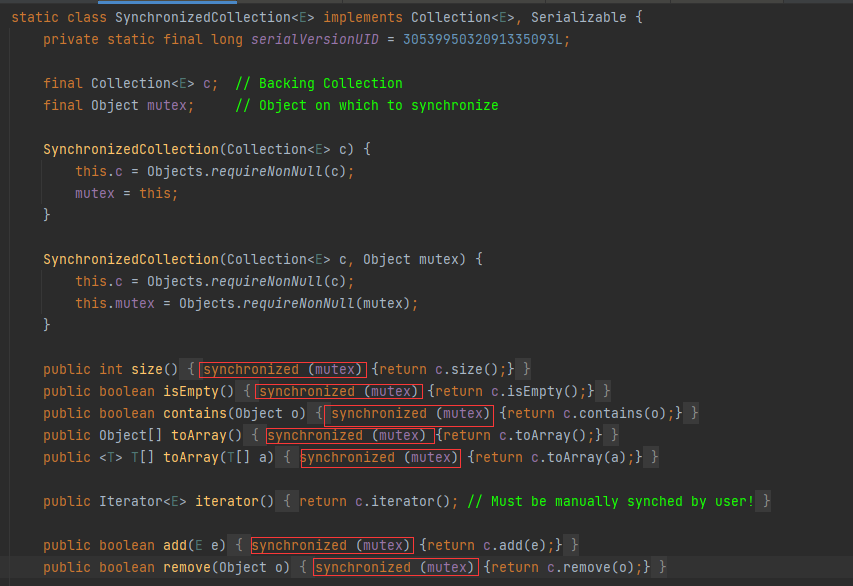 static class SynchronizedCollection<E> implements Collection<E>, Serializable {
private static final long serialVersionUID = 3053995032091335093L;
final Collection<E> c;  // Backing Collection
final Object mutex;     // Object on which to synchronize
SynchronizedCollection(Collection<E> c) {
this.c = Objects.requireNonNull(c);
mutex = this;
}
SynchronizedCollection(Collection<E> c, Object mutex) {
this.c = Objects.requireNonNull(c);
this.mutex = Objects.requireNonNull(mutex);
}
public int size() { synchronized (mutex) {return c.size();} }
public boolean isEmpty() { synchronized (mutex) {return c.isEmpty();} }
public boolean contains(Object o) { synchronized (mutex) {return c.contains(o);} }
public Object[] toArray() { synchronized (mutex) {return c.toArray();} }
public <T> T[] toArray(T[] a) { synchronized (mutex) {return c.toArray(a);} }
public Iterator<E> iterator() { return c.iterator(); // Must be manually synched by user! }
public boolean add(E e) { synchronized (mutex) {return c.add(e);} }
public boolean remove(Object o) { synchronized (mutex) {return c.remove(o);} }